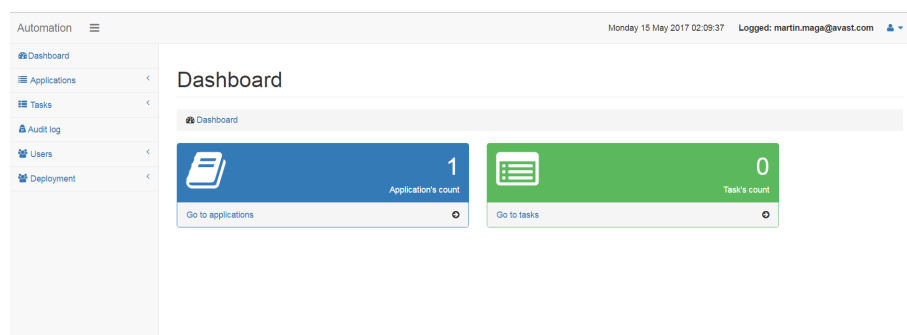 Automation
Monday 15 May 2017 02:09:37 Logged: martin.maga@avast.com
Dashboard
Applications
Tasks
Audit log
Users
Deployment
Dashboard
Dashboard
1
Application's count
Go to applications
0
Task's count
Go to tasks